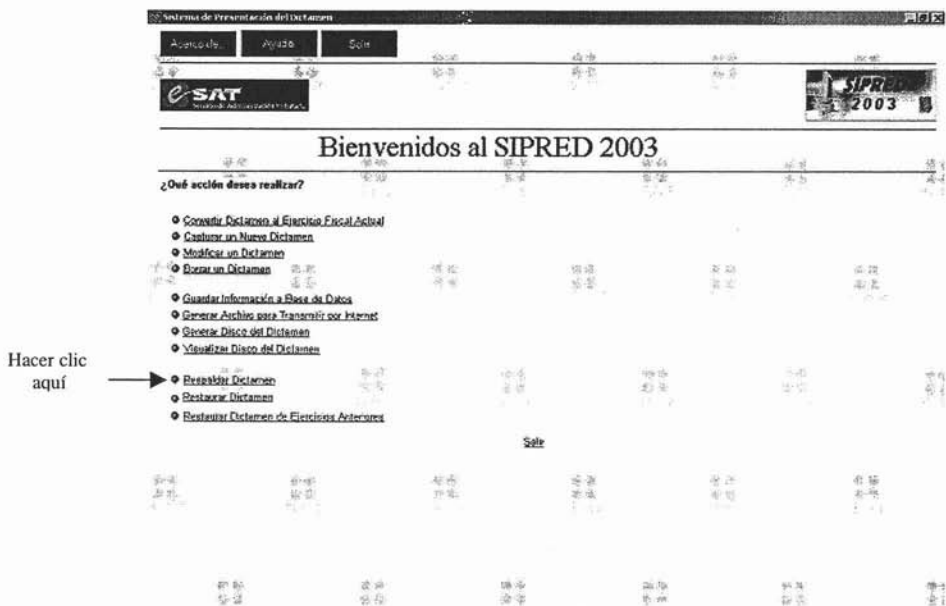 Sistema de Presentación del Dictamen
Acerca de... Ayuda Salir
SAT
SIPRED
2003
Bienvenidos al SIPRED 2003
¿Qué acción desea realizar?
Convertir Dictamen al Ejercicio Fiscal Actual
Capturar un Nuevo Dictamen
Modificar un Dictamen
Borrar un Dictamen
Guardar Información a Base de Datos
Generar Archivo para Transmitir por Internet
Generar Disco del Dictamen
Visualizar Disco del Dictamen
Hacer clic
aquí
Respaldar Dictamen
Restaurar Dictamen
Restaurar Dictamen de Ejercicios Anteriores
Salir